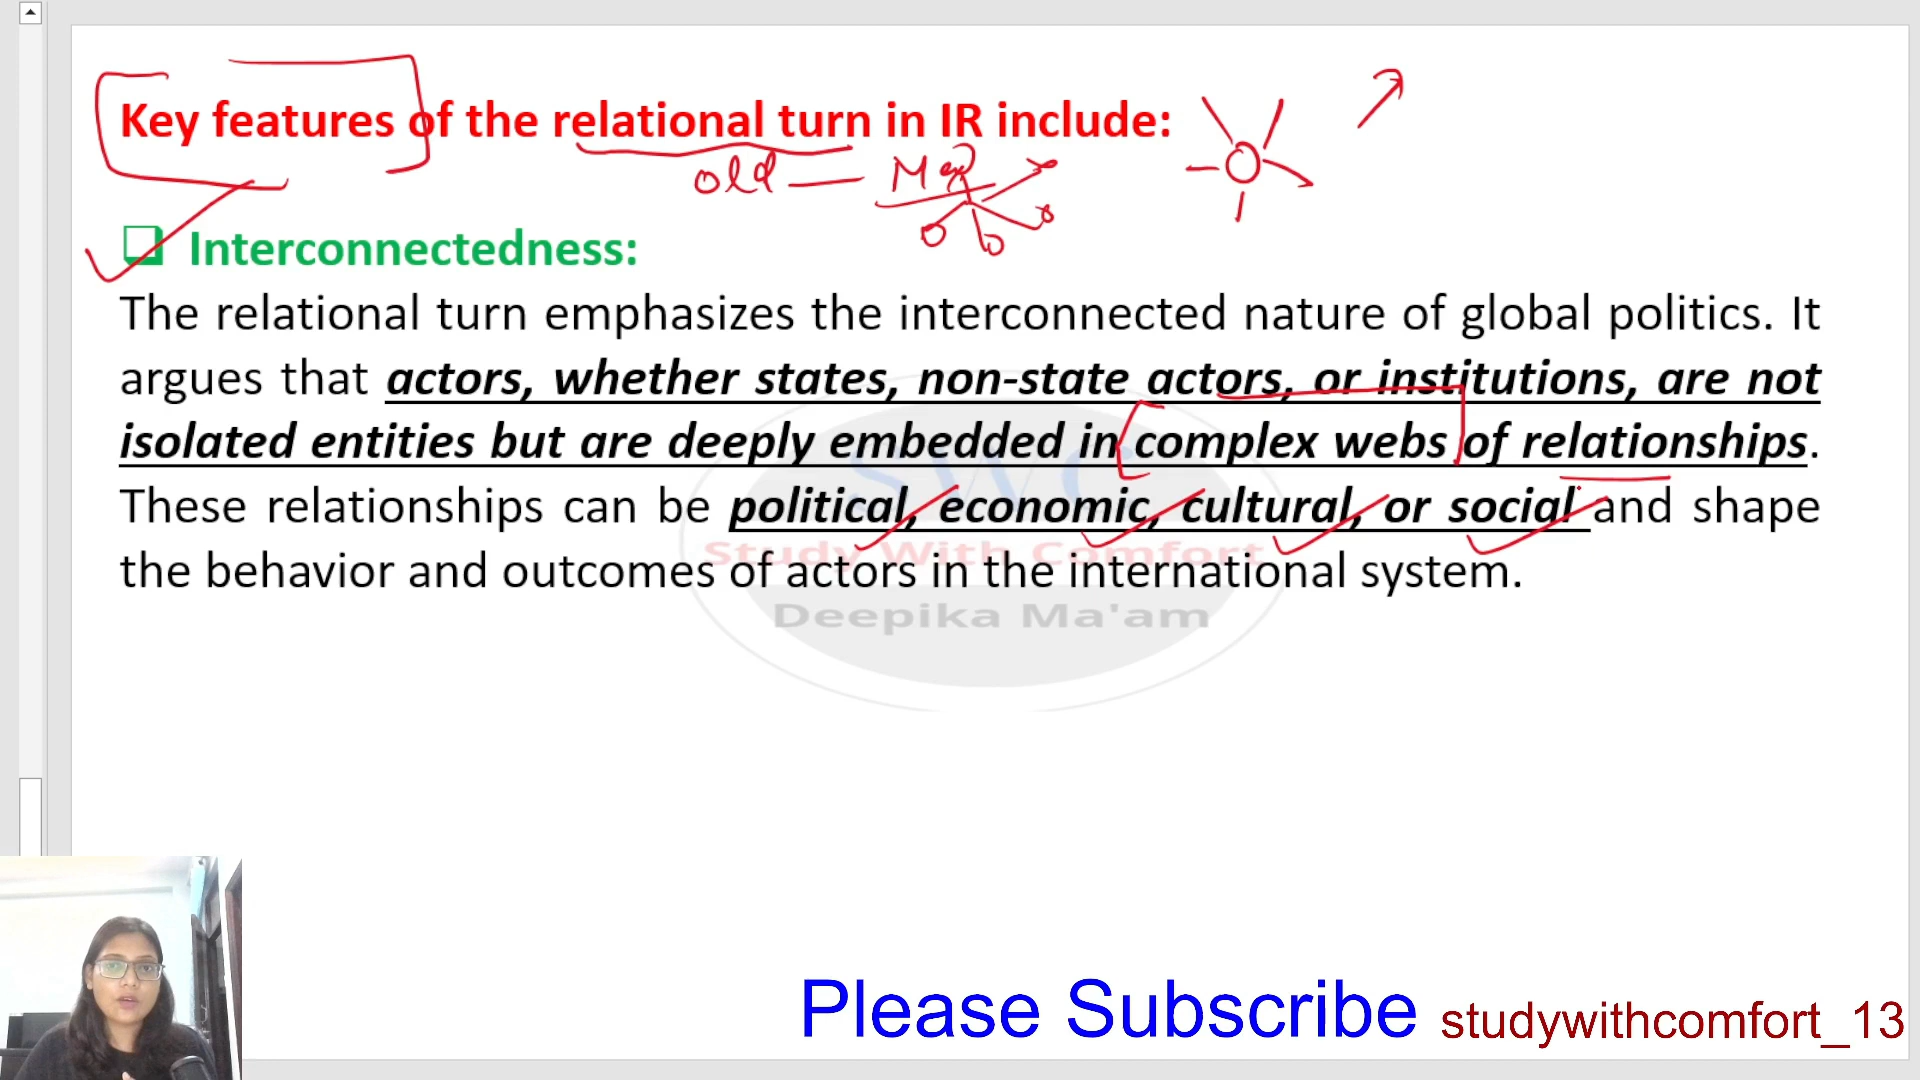 Key features of the relational turn in IR include:
old — Map
Interconnectedness:
The relational turn emphasizes the interconnected nature of global politics. It
argues that actors, whether states, non-state actors, or institutions, are not
isolated entities but are deeply embedded in complex webs of relationships.
These relationships can be political, economic, cultural, or social and shape
the behavior and outcomes of actors in the international system.
SWC
Study With Comfort
Deepika Ma'am
Please Subscribe studywithcomfort_13